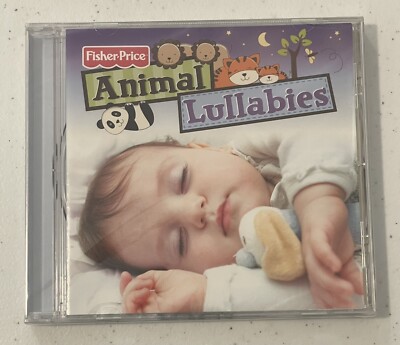 Fisher-Price
Animal
Lullabies